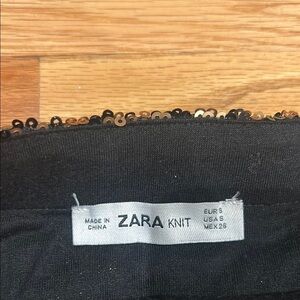 MADE IN
CHINA
ZARA KNIT
EUR S
USA S
MEX 26